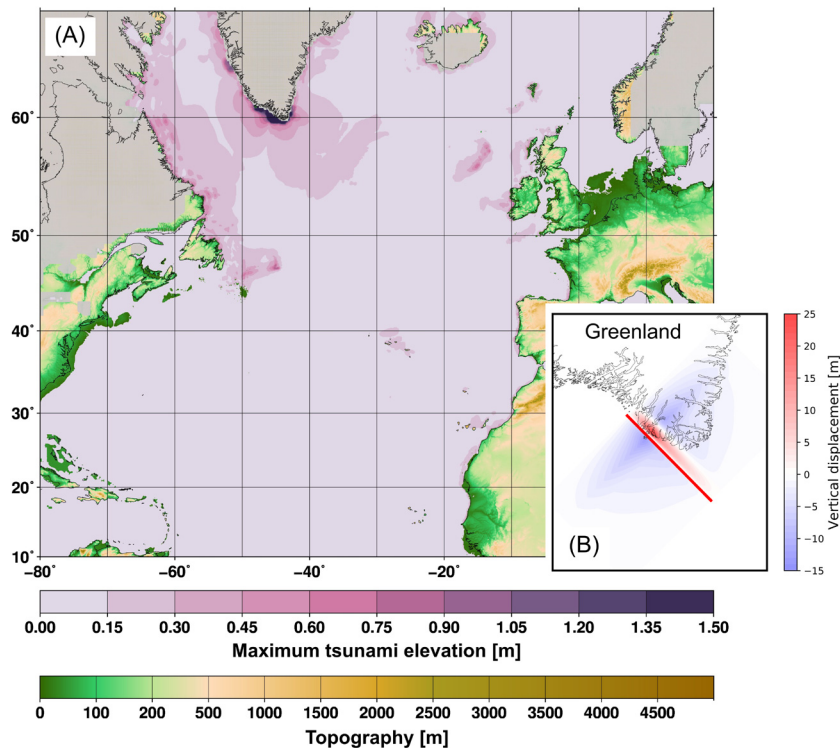 (A)
60°
50°
40°
30°
20°
10°
−80
−60
−40
−20
Greenland
(B)
25
20
15
10
5
0
−5
−10
−15
Vertical displacement [m]
0.00 0.15 0.30 0.45 0.60 0.75 0.90 1.05 1.20 1.35 1.50
Maximum tsunami elevation [m]
0 100 200 500 1000 1500 2000 2500 3000 3500 4000 4500
Topography [m]